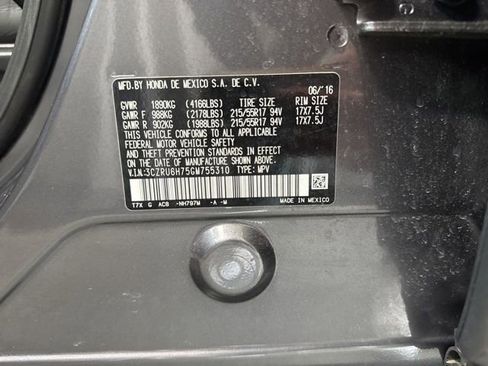 MFD.BY HONDA DE MEXICO S.A. DE C.V.
06/'16
GVWR 1890KG (4166LBS) TIRE SIZE RIM SIZE
GAWR F 988KG (2178LBS) 215/55R17 94V 17X7.5J
GAWR R 902KG (1988LBS) 215/55R17 94V 17X7.5J
THIS VEHICLE CONFORMS TO ALL APPLICABLE
FEDERAL MOTOR VEHICLE SAFETY, BUMPER, AND
THEFT PREVENTION STANDARDS IN EFFECT ON THE
DATE OF MANUFACTURE SHOWN ABOVE.
V.I.N.:3CZRU6H75GM755310 TYPE: MPV
T7X G AC8 -NH797M -A -M
MADE IN MEXICO